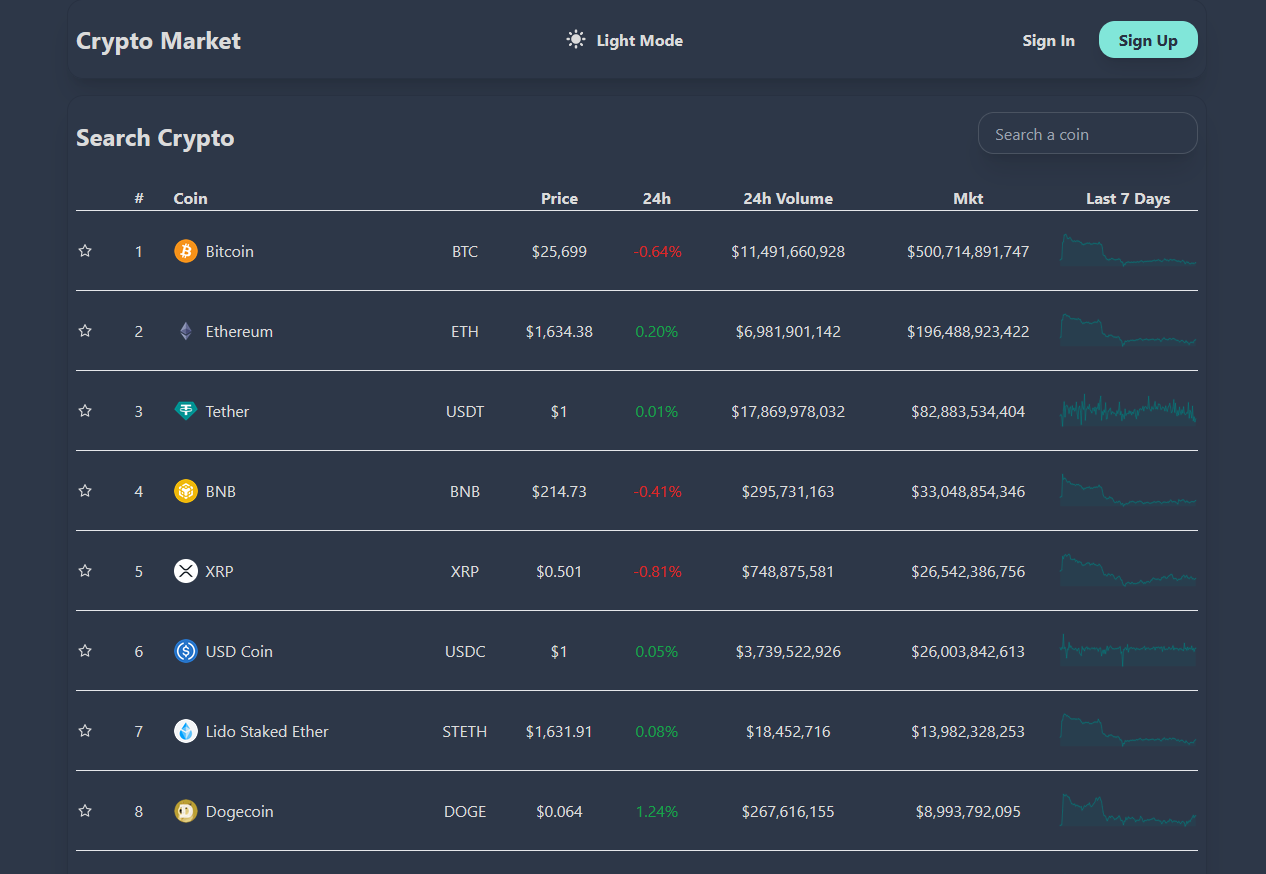 Crypto Market Light Mode Sign In Sign Up
Search Crypto Search a coin
# Coin Price 24h 24h Volume Mkt Last 7 Days
1 Bitcoin BTC $25,699 -0.64% $11,491,660,928 $500,714,891,747
2 Ethereum ETH $1,634.38 0.20% $6,981,901,142 $196,488,923,422
3 Tether USDT $1 0.01% $17,869,978,032 $82,883,534,404
4 BNB BNB $214.73 -0.41% $295,731,163 $33,048,854,346
5 XRP XRP $0.501 -0.81% $748,875,581 $26,542,386,756
6 USD Coin USDC $1 0.05% $3,739,522,926 $26,003,842,613
7 Lido Staked Ether STETH $1,631.91 0.08% $18,452,716 $13,982,328,253
8 Dogecoin DOGE $0.064 1.24% $267,616,155 $8,993,792,095